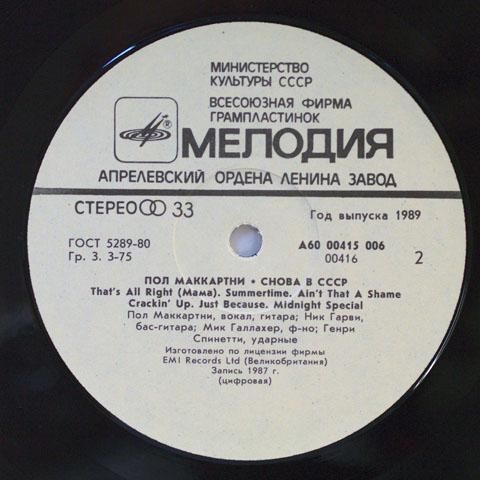 МИНИСТЕРСТВО
КУЛЬТУРЫ СССР
ВСЕСОЮЗНАЯ ФИРМА
ГРАМПЛАСТИНОК
МЕЛОДИЯ
АПРЕЛЕВСКИЙ ОРДЕНА ЛЕНИНА ЗАВОД
СТЕРЕО 33
Год выпуска 1989
ГОСТ 5289-80
Гр. 3. 3-75
А60 00415 006
00416
2
ПОЛ МАККАРТНИ • СНОВА В СССР
That's All Right (Мама). Summertime. Ain't That A Shame
Crackin' Up. Just Because. Midnight Special
Пол Маккартни, вокал, гитара; Ник Гарви,
бас-гитара; Мик Галлахер, ф-но; Генри
Спинетти, ударные
Изготовлено по лицензии фирмы
EMI Records Ltd (Великобритания)
Запись 1987 г.
(цифровая)